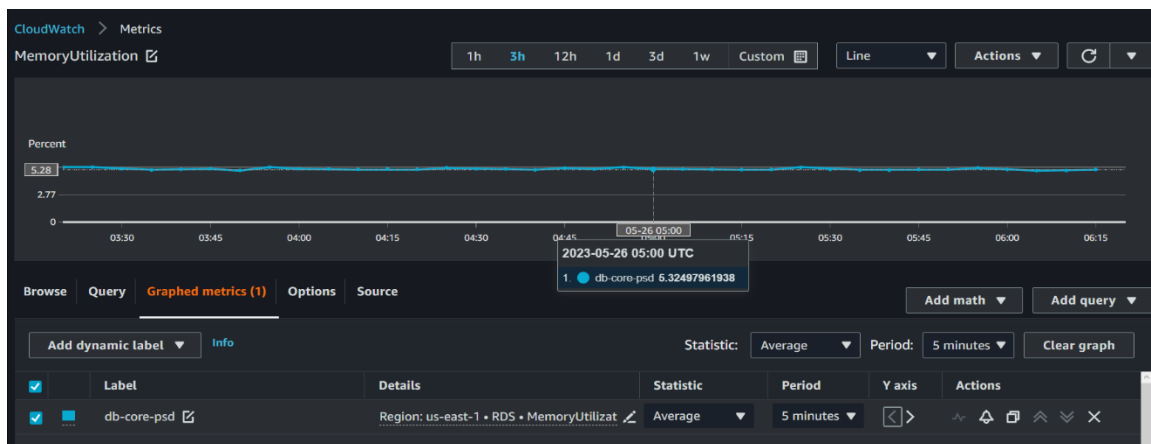 CloudWatch > Metrics
MemoryUtilization
1h 3h 12h 1d 3d 1w Custom Line Actions
Percent
5.28
2.77
0
03:30 03:45 04:00 04:15 04:30 04:45 05:00 05:15 05:30 05:45 06:00 06:15
05-26 05:00
2023-05-26 05:00 UTC
1. db-core-psd 5.32497961938
Browse Query Graphed metrics (1) Options Source
Add math Add query
Add dynamic label Info Statistic: Average Period: 5 minutes Clear graph
Label Details Statistic Period Y axis Actions
db-core-psd Region: us-east-1 • RDS • MemoryUtilizat Average 5 minutes < >